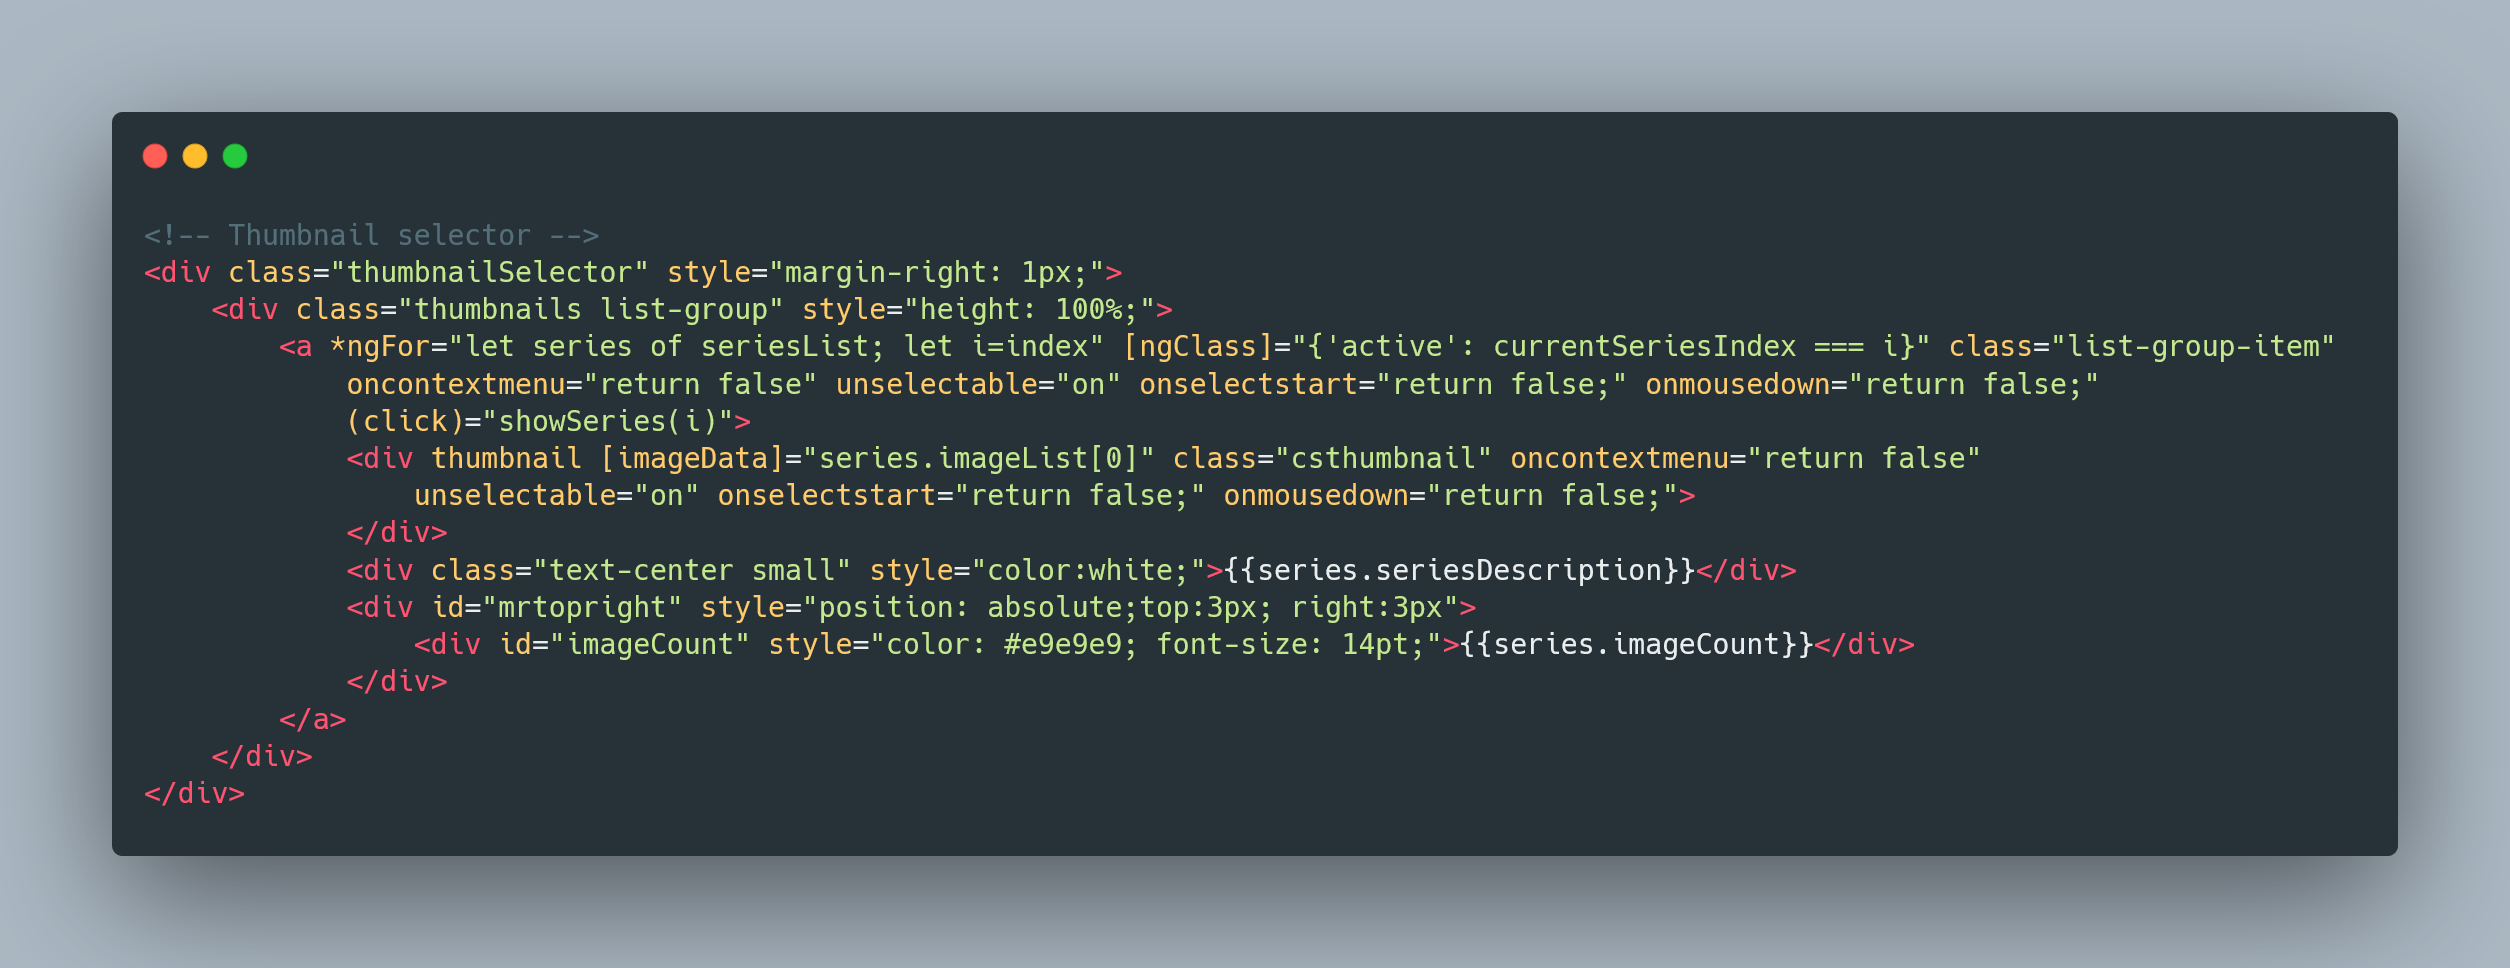 <!-- Thumbnail selector -->
<div class="thumbnailSelector" style="margin-right: 1px;">
    <div class="thumbnails list-group" style="height: 100%;">
        <a *ngFor="let series of seriesList; let i=index" [ngClass]="{'active': currentSeriesIndex === i}" class="list-group-item"
            oncontextmenu="return false" unselectable="on" onselectstart="return false;" onmousedown="return false;"
            (click)="showSeries(i)">
            <div thumbnail [imageData]="series.imageList[0]" class="csthumbnail" oncontextmenu="return false"
                unselectable="on" onselectstart="return false;" onmousedown="return false;">
            </div>
            <div class="text-center small" style="color:white;">{{series.seriesDescription}}</div>
            <div id="mrtopright" style="position: absolute;top:3px; right:3px">
                <div id="imageCount" style="color: #e9e9e9; font-size: 14pt;">{{series.imageCount}}</div>
            </div>
        </a>
    </div>
</div>